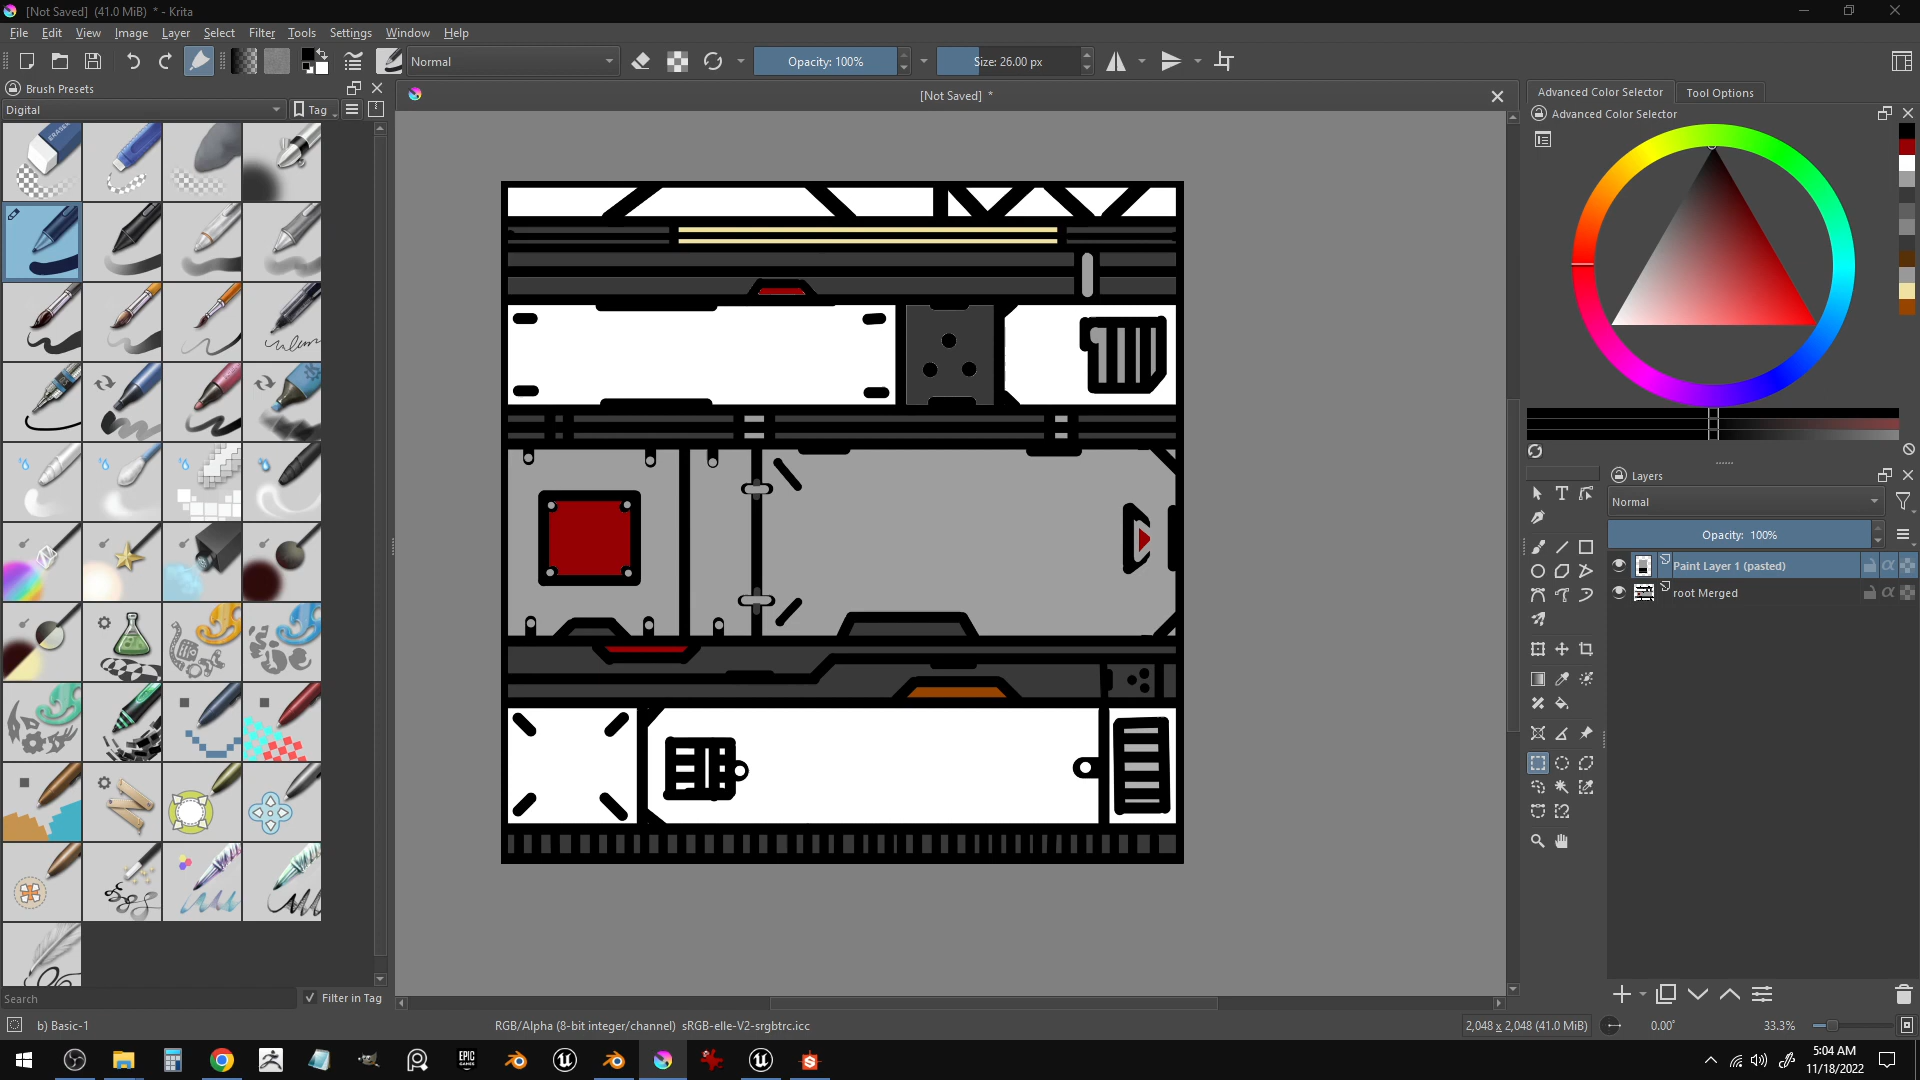 [Not Saved]  (41.0 MiB)  * - Krita
File Edit View Image Layer Select Filter Tools Settings Window Help
Normal
Opacity: 100%
Size: 26.00 px
Brush Presets
[Not Saved]  *
Advanced Color Selector
Tool Options
Digital
Tag
Advanced Color Selector
Layers
Normal
Opacity:  100%
Paint Layer 1 (pasted)
root Merged
Search
Filter in Tag
b) Basic-1
RGB/Alpha (8-bit integer/channel)  sRGB-elle-V2-srgbtrc.icc
2,048 x 2,048 (41.0 MiB)
0.00°
33.3%
EPIC
GAMES
5:04 AM
11/18/2022